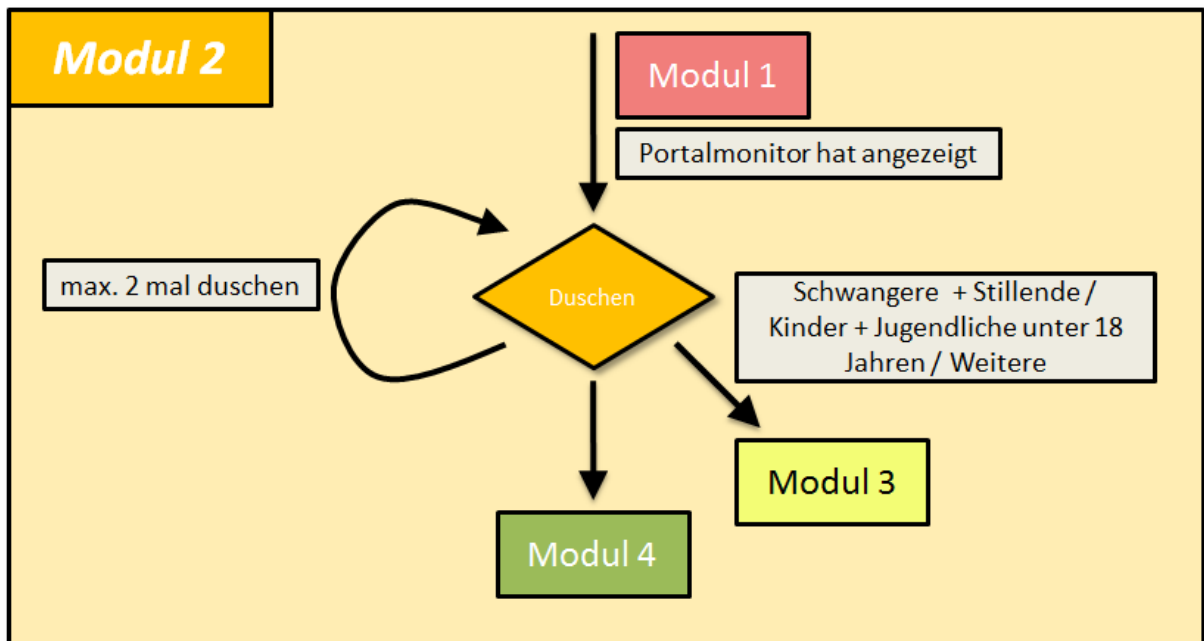 Modul 2
Modul 1
Portalmonitor hat angezeigt
max. 2 mal duschen
Duschen
Schwangere + Stillende /
Kinder + Jugendliche unter 18
Jahren / Weitere
Modul 3
Modul 4